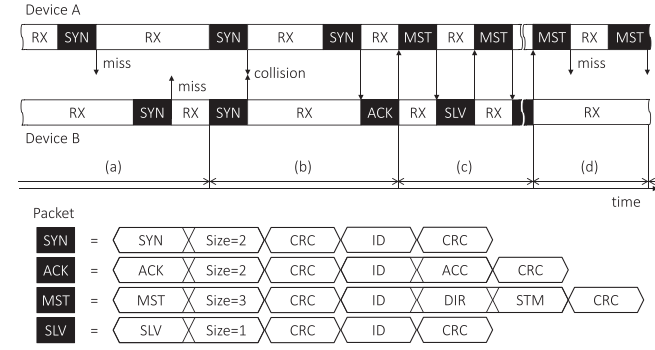 Device A
RX SYN RX SYN RX SYN RX MST RX MST MST RX MST
miss collision miss
miss
RX SYN RX SYN RX ACK RX SLV RX RX
Device B
(a) (b) (c) (d)
time
Packet
SYN = SYN Size=2 CRC ID CRC
ACK = ACK Size=2 CRC ID ACC CRC
MST = MST Size=3 CRC ID DIR STM CRC
SLV = SLV Size=1 CRC ID CRC